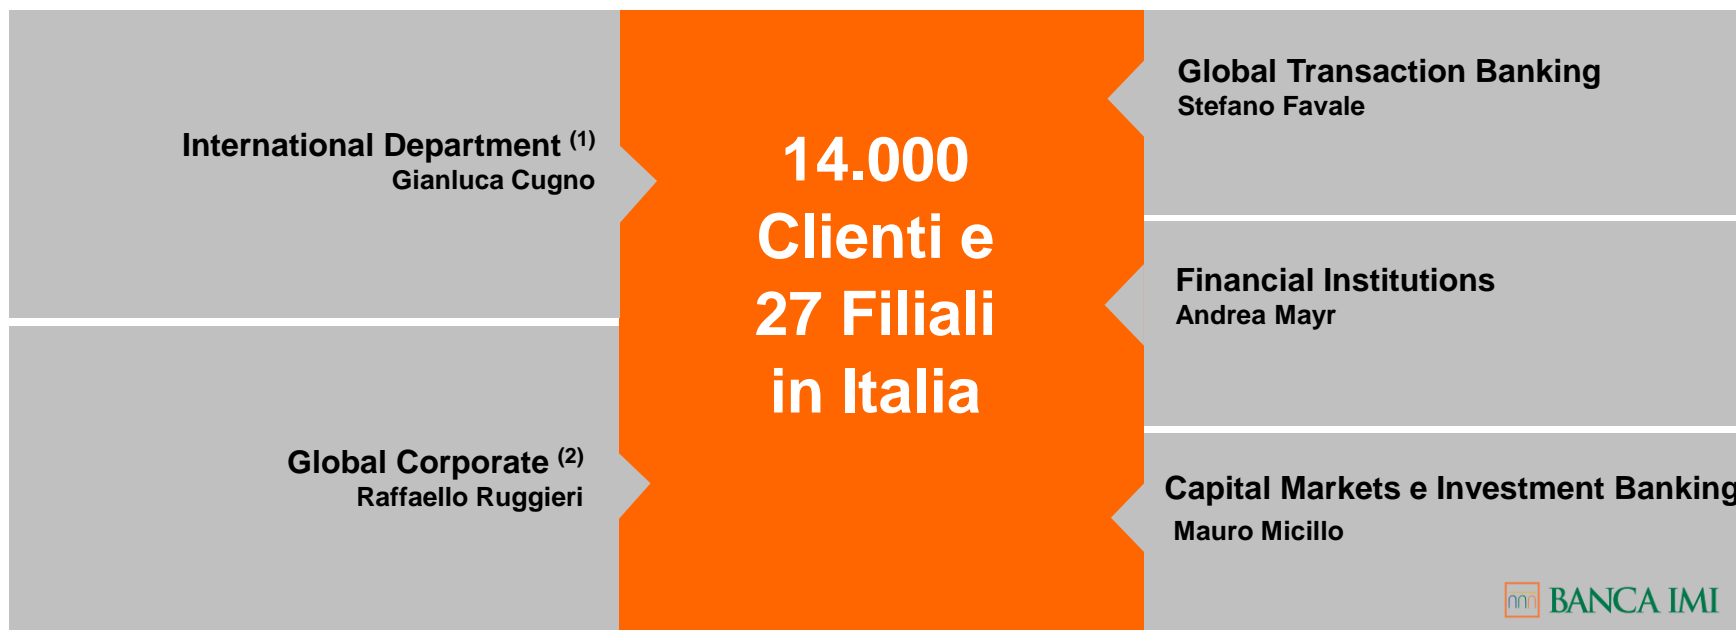 International Department (1)
Gianluca Cugno
Global Corporate (2)
Raffaello Ruggieri
14.000
Clienti e
27 Filiali
in Italia
Global Transaction Banking
Stefano Favale
Financial Institutions
Andrea Mayr
Capital Markets e Investment Banking
Mauro Micillo
BANCA IMI